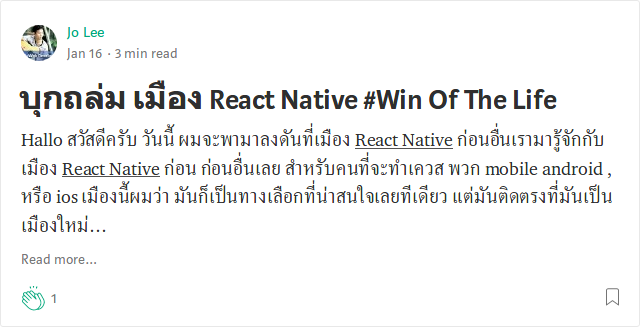 Jo Lee
Jan 16 · 3 min read
บุกถล่ม เมือง React Native #Win Of The Life
Hallo สวัสดีครับ วันนี้ ผมจะพามาลงดันที่เมือง React Native ก่อนอื่นเรามารู้จักกับ
เมือง React Native ก่อน ก่อนอื่นเลย สำหรับคนที่จะทำเควส พวก mobile android ,
หรือ ios เมืองนี้ผมว่า มันก็เป็นทางเลือกที่น่าสนใจเลยทีเดียว แต่มันติดตรงที่มันเป็น
เมืองใหม่…
Read more…
1